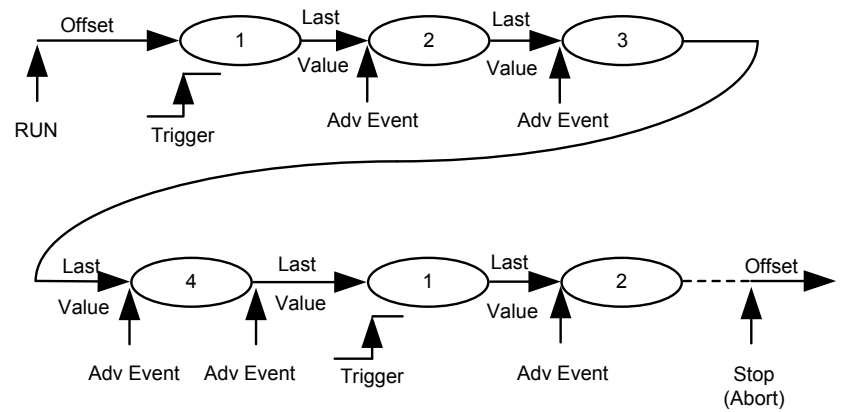 Offset
1
Last
Value
2
Last
Value
3
RUN
Trigger
Adv Event
Adv Event
Last
Value
4
Last
Value
1
Last
Value
2
Offset
Adv Event
Adv Event
Trigger
Adv Event
Stop
(Abort)